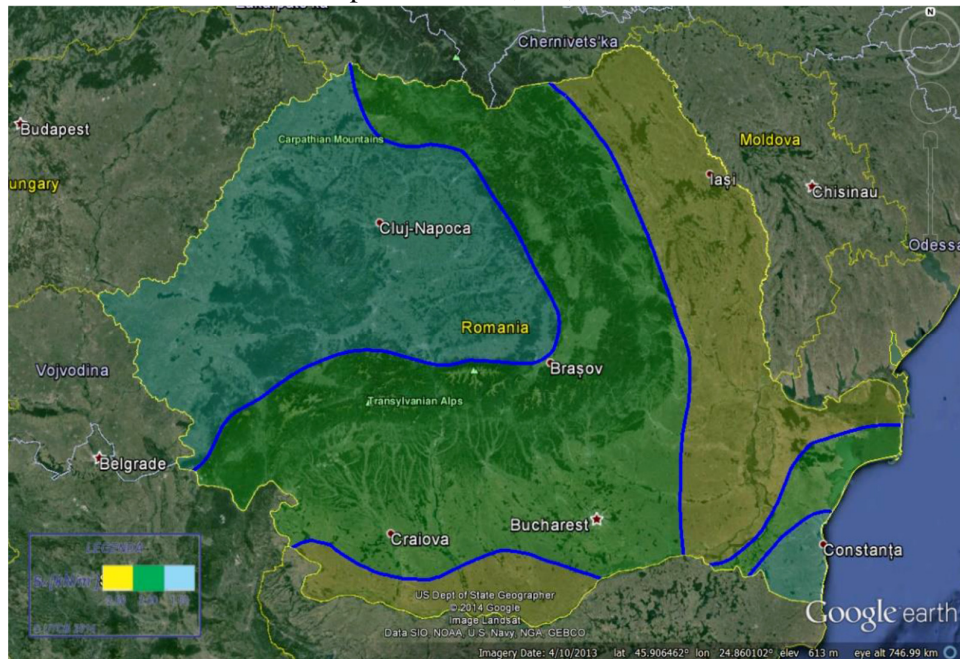 Chernivets'ka
Budapest
Carpathian Mountains
Moldova
ungary
Iași
Chisinau
Cluj-Napoca
Odessa
Romania
Vojvodina
Brașov
Transylvanian Alps
Belgrade
Bucharest
Craiova
Constanța
N
US Dept of State Geographer
© 2014 Google
Image Landsat
Data SIO, NOAA, U.S. Navy, NGA, GEBCO
Google earth
Imagery Date: 4/10/2013 lat 45.906462° lon 24.860102° elev 613 m eye alt 746.99 km